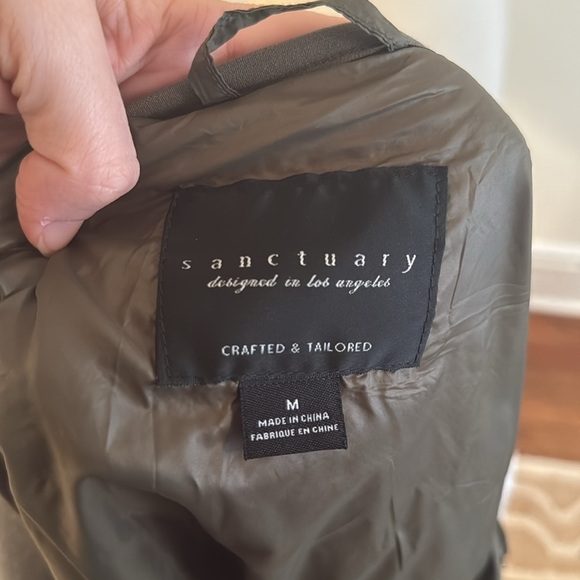 sanctuary
designed in los angeles
CRAFTED & TAILORED
M
MADE IN CHINA
FABRIQUE EN CHINE